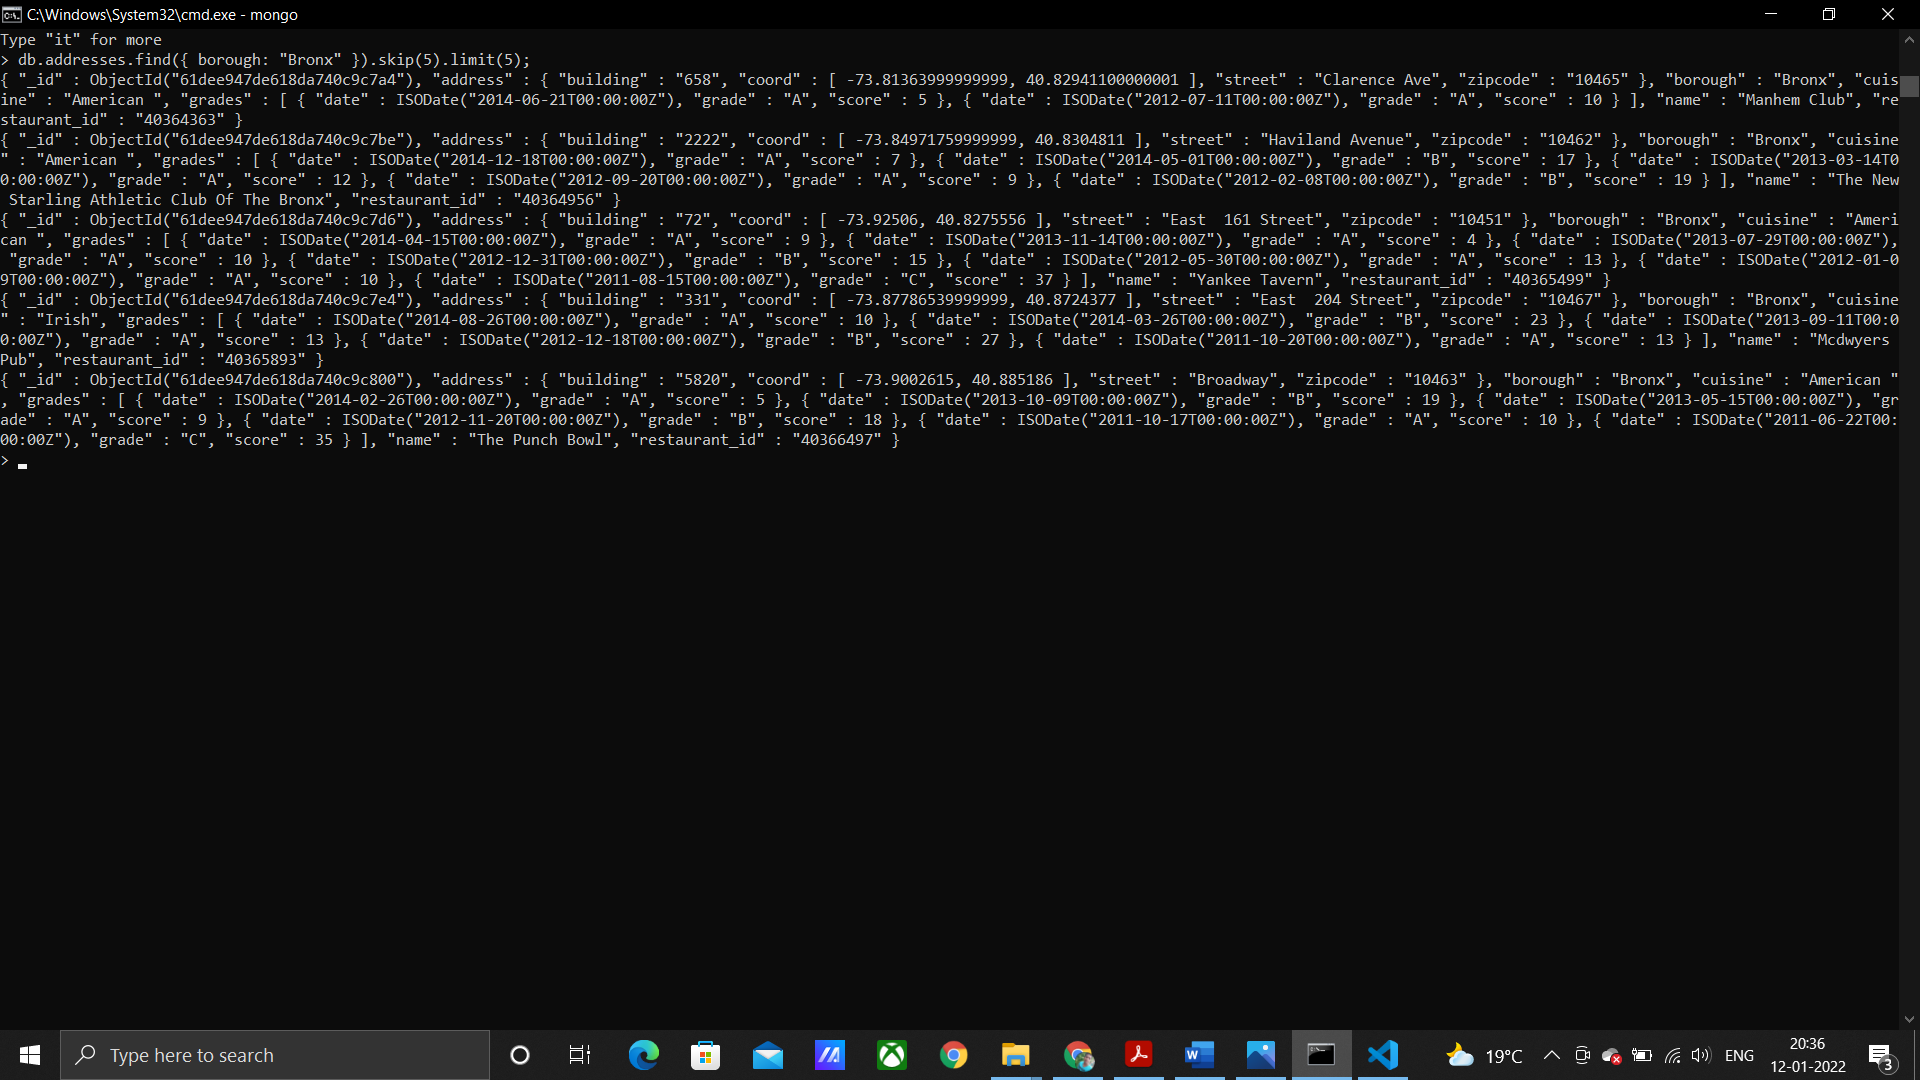 C:\Windows\System32\cmd.exe - mongo
Type "it" for more
> db.addresses.find({ borough: "Bronx" }).skip(5).limit(5);
{ "_id" : ObjectId("61dee947de618da740c9c7a4"), "address" : { "building" : "658", "coord" : [ -73.81363999999999, 40.82941100000001 ], "street" : "Clarence Ave", "zipcode" : "10465" }, "borough" : "Bronx", "cuis
ine" : "American ", "grades" : [ { "date" : ISODate("2014-06-21T00:00:00Z"), "grade" : "A", "score" : 5 }, { "date" : ISODate("2012-07-11T00:00:00Z"), "grade" : "A", "score" : 10 } ], "name" : "Manhem Club", "re
staurant_id" : "40364363" }
{ "_id" : ObjectId("61dee947de618da740c9c7be"), "address" : { "building" : "2222", "coord" : [ -73.84971759999999, 40.8304811 ], "street" : "Haviland Avenue", "zipcode" : "10462" }, "borough" : "Bronx", "cuisine
" : "American ", "grades" : [ { "date" : ISODate("2014-12-18T00:00:00Z"), "grade" : "A", "score" : 7 }, { "date" : ISODate("2014-05-01T00:00:00Z"), "grade" : "B", "score" : 17 }, { "date" : ISODate("2013-03-14T0
0:00:00Z"), "grade" : "A", "score" : 12 }, { "date" : ISODate("2012-09-20T00:00:00Z"), "grade" : "A", "score" : 9 }, { "date" : ISODate("2012-02-08T00:00:00Z"), "grade" : "B", "score" : 19 } ], "name" : "The New
 Starling Athletic Club Of The Bronx", "restaurant_id" : "40364956" }
{ "_id" : ObjectId("61dee947de618da740c9c7d6"), "address" : { "building" : "72", "coord" : [ -73.92506, 40.8275556 ], "street" : "East  161 Street", "zipcode" : "10451" }, "borough" : "Bronx", "cuisine" : "Ameri
can ", "grades" : [ { "date" : ISODate("2014-04-15T00:00:00Z"), "grade" : "A", "score" : 9 }, { "date" : ISODate("2013-11-14T00:00:00Z"), "grade" : "A", "score" : 4 }, { "date" : ISODate("2013-07-29T00:00:00Z"),
 "grade" : "A", "score" : 10 }, { "date" : ISODate("2012-12-31T00:00:00Z"), "grade" : "B", "score" : 15 }, { "date" : ISODate("2012-05-30T00:00:00Z"), "grade" : "A", "score" : 13 }, { "date" : ISODate("2012-01-0
9T00:00:00Z"), "grade" : "A", "score" : 10 }, { "date" : ISODate("2011-08-15T00:00:00Z"), "grade" : "C", "score" : 37 } ], "name" : "Yankee Tavern", "restaurant_id" : "40365499" }
{ "_id" : ObjectId("61dee947de618da740c9c7e4"), "address" : { "building" : "331", "coord" : [ -73.87786539999999, 40.8724377 ], "street" : "East  204 Street", "zipcode" : "10467" }, "borough" : "Bronx", "cuisine
" : "Irish", "grades" : [ { "date" : ISODate("2014-08-26T00:00:00Z"), "grade" : "A", "score" : 10 }, { "date" : ISODate("2014-03-26T00:00:00Z"), "grade" : "B", "score" : 23 }, { "date" : ISODate("2013-09-11T00:0
0:00Z"), "grade" : "A", "score" : 13 }, { "date" : ISODate("2012-12-18T00:00:00Z"), "grade" : "B", "score" : 27 }, { "date" : ISODate("2011-10-20T00:00:00Z"), "grade" : "A", "score" : 13 } ], "name" : "Mcdwyers
Pub", "restaurant_id" : "40365893" }
{ "_id" : ObjectId("61dee947de618da740c9c800"), "address" : { "building" : "5820", "coord" : [ -73.9002615, 40.885186 ], "street" : "Broadway", "zipcode" : "10463" }, "borough" : "Bronx", "cuisine" : "American "
, "grades" : [ { "date" : ISODate("2014-02-26T00:00:00Z"), "grade" : "A", "score" : 5 }, { "date" : ISODate("2013-10-09T00:00:00Z"), "grade" : "B", "score" : 19 }, { "date" : ISODate("2013-05-15T00:00:00Z"), "gr
ade" : "A", "score" : 9 }, { "date" : ISODate("2012-11-20T00:00:00Z"), "grade" : "B", "score" : 18 }, { "date" : ISODate("2011-10-17T00:00:00Z"), "grade" : "A", "score" : 10 }, { "date" : ISODate("2011-06-22T00:
00:00Z"), "grade" : "C", "score" : 35 } ], "name" : "The Punch Bowl", "restaurant_id" : "40366497" }
>
Type here to search
19°C
ENG
20:36
12-01-2022
3